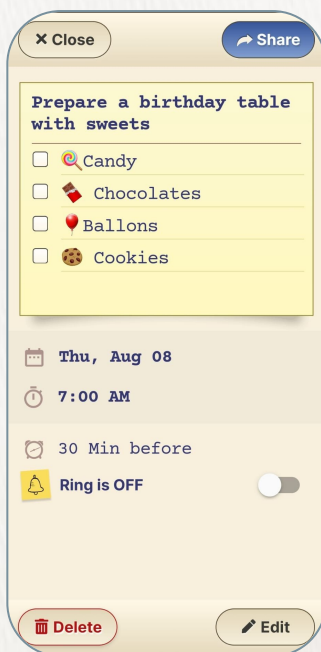 × Close
Share
Prepare a birthday table
with sweets
Candy
Chocolates
Ballons
Cookies
Thu, Aug 08
7:00 AM
30 Min before
Ring is OFF
Delete
Edit